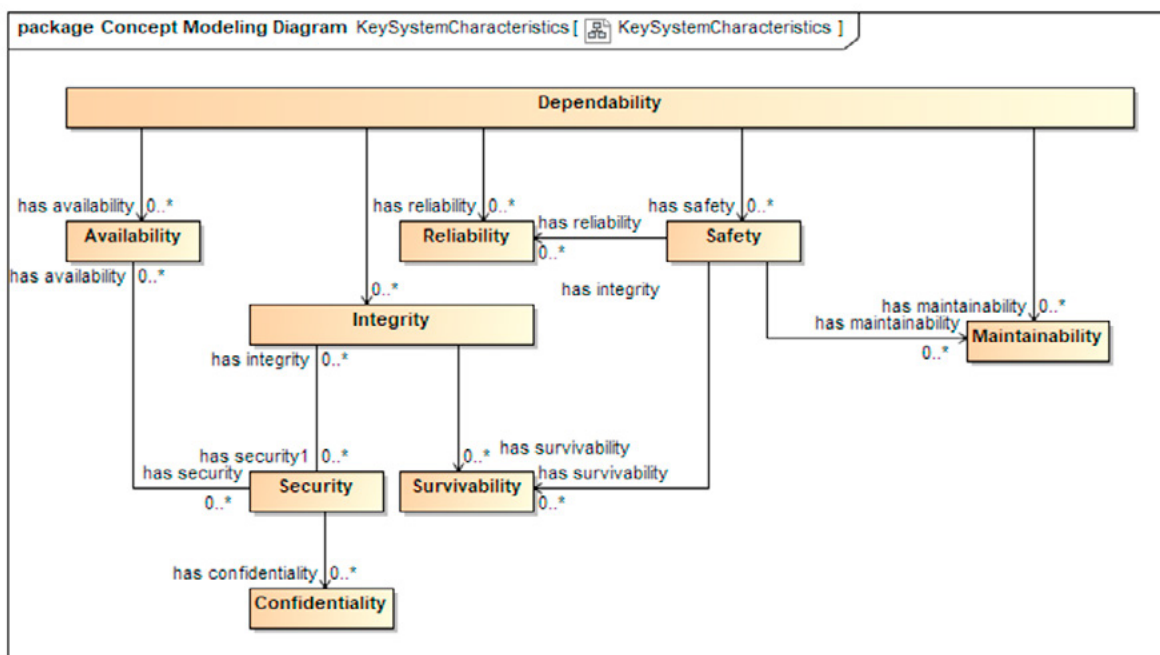 package Concept Modeling Diagram KeySystemCharacteristics [ KeySystemCharacteristics ]
Dependability
has availability 0..*
has reliability 0..*
has safety 0..*
Availability
Reliability
has reliability
0..*
Safety
has availability 0..*
0..*
has integrity
has maintainability 0..*
Integrity
has maintainability
0..*
Maintainability
has integrity 0..*
has security1 0..*
0..* has survivability
has security
0..*
Security
Survivability
has survivability
0..*
has confidentiality 0..*
Confidentiality